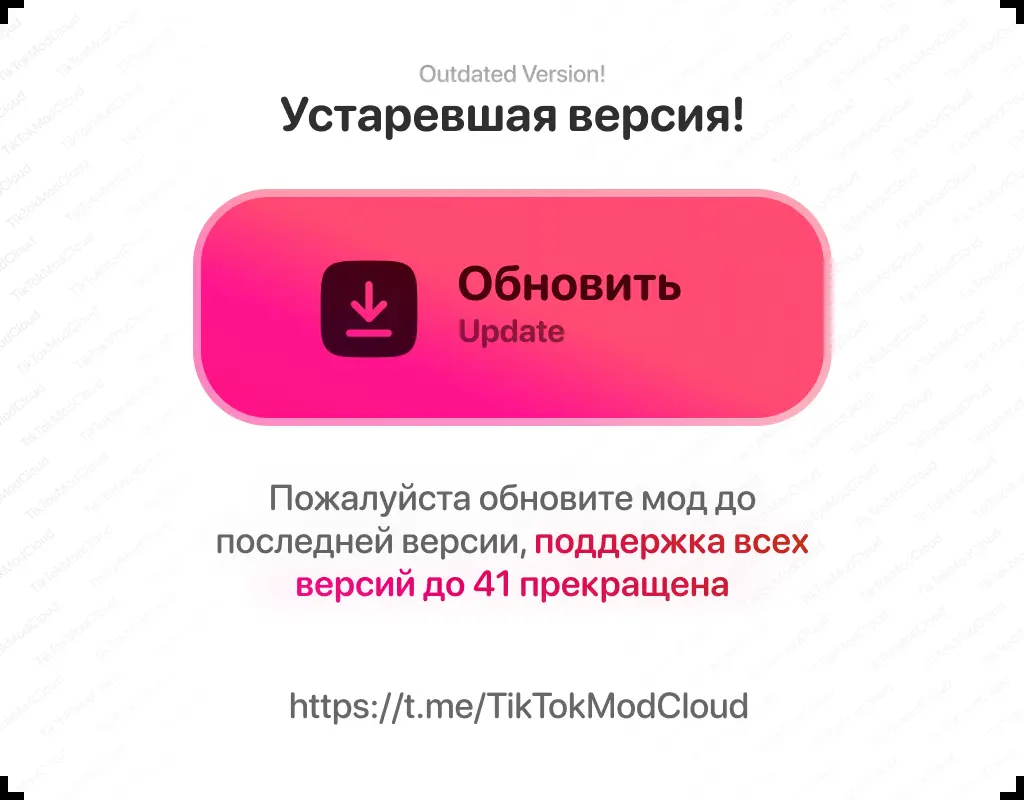 Outdated Version!
Устаревшая версия!
Обновить
Update
Пожалуйста обновите мод до
последней версии, поддержка всех
версий до 41 прекращена
https://t.me/TikTokModCloud